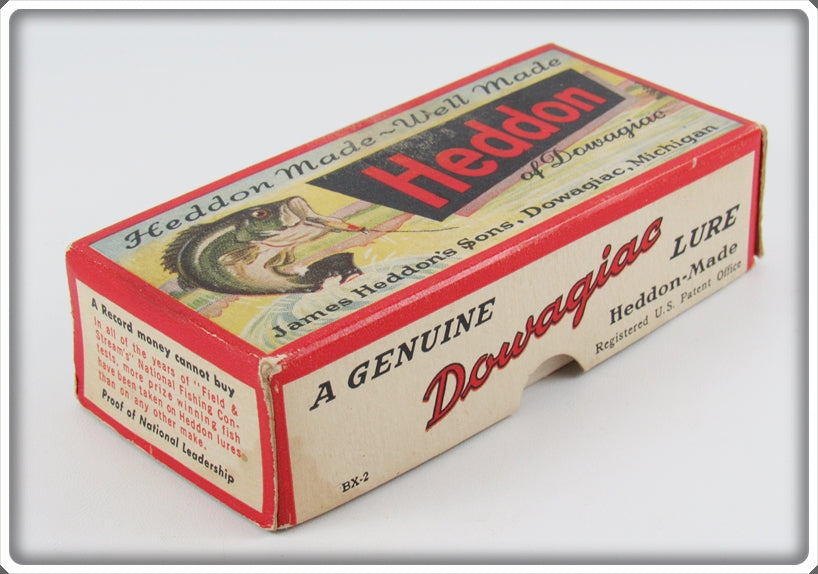 Heddon Made ~ Well Made
Heddon
of Dowagiac
James Heddon's Sons, Dowagiac, Michigan
A Record money cannot buy
In all of the years of "Field &
Stream's" National Fishing Con-
tests, more prize winning fish
have been taken on Heddon lures
than on any other make.
Proof of National Leadership
A GENUINE
Dowagiac
LURE
Heddon-Made
Registered U.S. Patent Office
BX-2